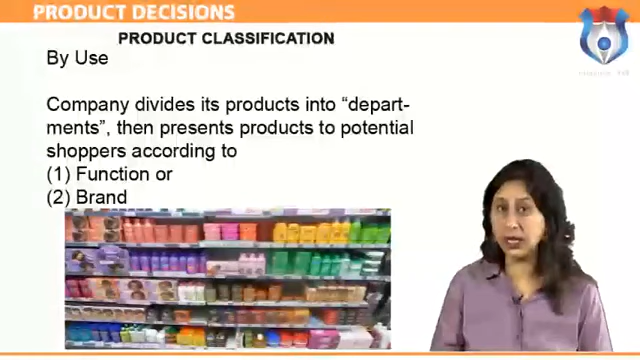 PRODUCT DECISIONS
PRODUCT CLASSIFICATION
By Use
Company divides its products into “depart-
ments”, then presents products to potential
shoppers according to
(1) Function or
(2) Brand